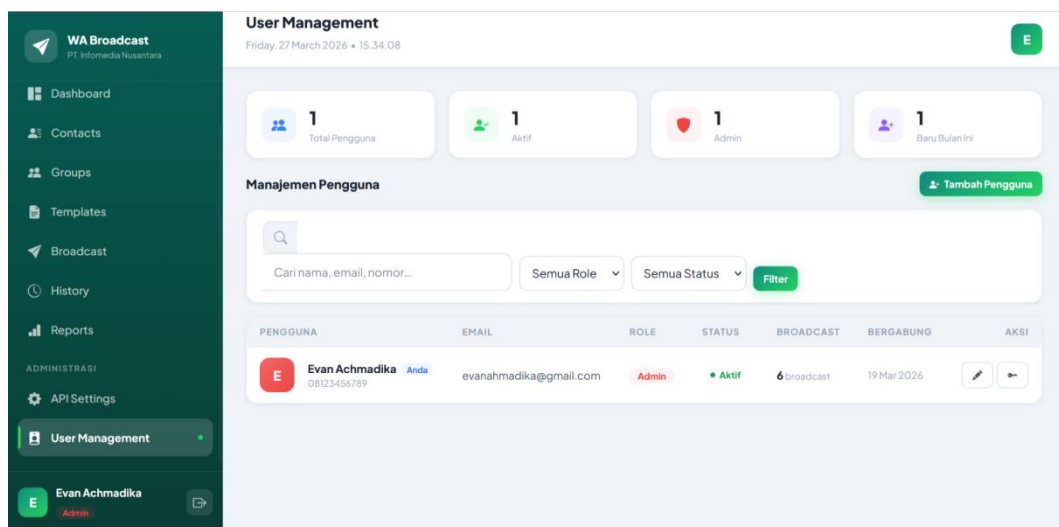 WA Broadcast
PT. Infomedia Nusantara
Dashboard
Contacts
Groups
Templates
Broadcast
History
Reports
ADMINISTRASI
API Settings
User Management
E
Evan Achmadika
Admin
User Management
Friday, 27 March 2026 • 15.34.08
E
1
Total Pengguna
1
Aktif
1
Admin
1
Baru Bulan Ini
Manajemen Pengguna
Tambah Pengguna
Cari nama, email, nomor...
Semua Role
Semua Status
Filter
PENGGUNA EMAIL ROLE STATUS BROADCAST BERGABUNG AKSI
E
Evan Achmadika Anda
08123456789
evanahmadika@gmail.com Admin • Aktif 6 broadcast 19 Mar 2026